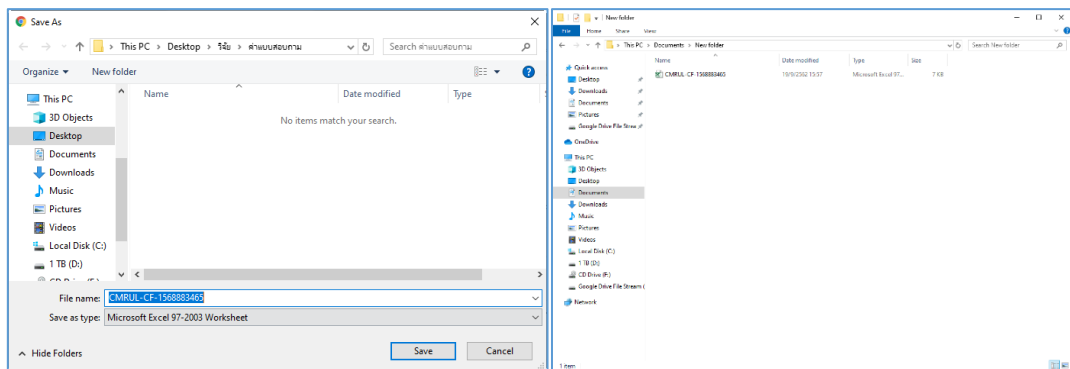 Save As
This PC > Desktop > วิจัย > ค่าแบบสอบถาม
Search ค่าแบบสอบถาม
Organize
New folder
Name
Date modified
Type
No items match your search.
This PC
3D Objects
Desktop
Documents
Downloads
Music
Pictures
Videos
Local Disk (C:)
1 TB (D:)
File name: CMRUL-CF-1568883465
Save as type: Microsoft Excel 97-2003 Worksheet
Hide Folders
Save
Cancel
New folder
File
Home
Share
View
This PC > Documents > New folder
Search New folder
Name
Date modified
Type
Size
CMRUL-CF-1568883465
19/9/2562 15:57
Microsoft Excel 97...
7 KB
Quick access
Desktop
Downloads
Documents
Pictures
Google Drive File Strea
OneDrive
This PC
3D Objects
Desktop
Documents
Downloads
Music
Pictures
Videos
Local Disk (C:)
1 TB (D:)
CD Drive (F:)
Google Drive File Stream (
Network
1 item